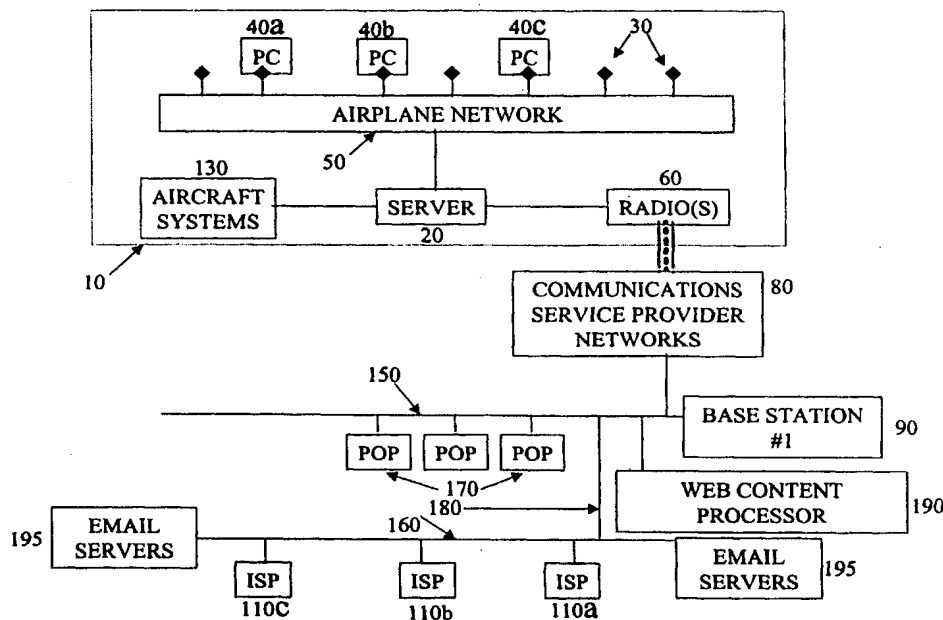 40a 40b 40c 30
PC PC PC
AIRPLANE NETWORK
50
130
AIRCRAFT
SYSTEMS
SERVER
20
60
RADIO(S)
10
COMMUNICATIONS
SERVICE PROVIDER
NETWORKS
80
150
BASE STATION
#1
90
POP POP POP
170
180
WEB CONTENT
PROCESSOR
190
160
195
EMAIL
SERVERS
EMAIL
SERVERS
195
ISP ISP ISP
110c 110b 110a